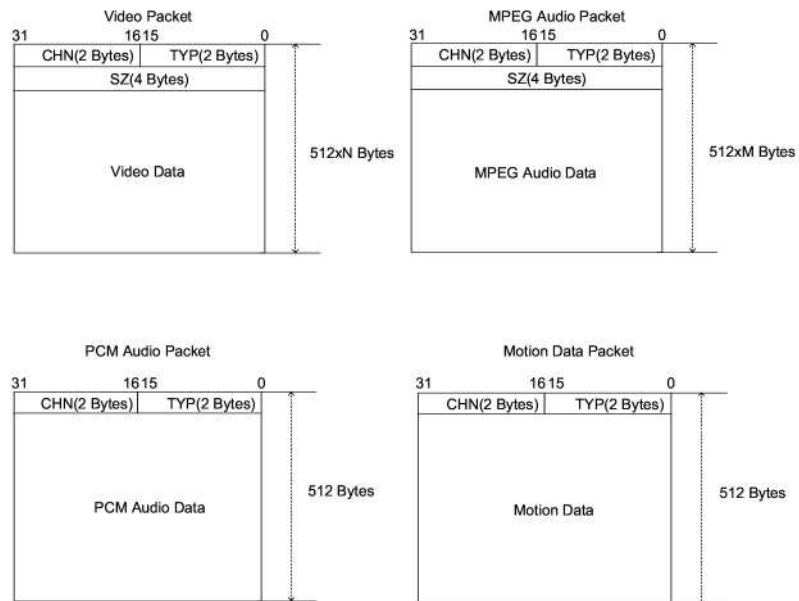 Video Packet
31 16 15 0
CHN(2 Bytes) TYP(2 Bytes)
SZ(4 Bytes)
Video Data
512xN Bytes
MPEG Audio Packet
31 16 15 0
CHN(2 Bytes) TYP(2 Bytes)
SZ(4 Bytes)
MPEG Audio Data
512xM Bytes
PCM Audio Packet
31 16 15 0
CHN(2 Bytes) TYP(2 Bytes)
PCM Audio Data
512 Bytes
Motion Data Packet
31 16 15 0
CHN(2 Bytes) TYP(2 Bytes)
Motion Data
512 Bytes